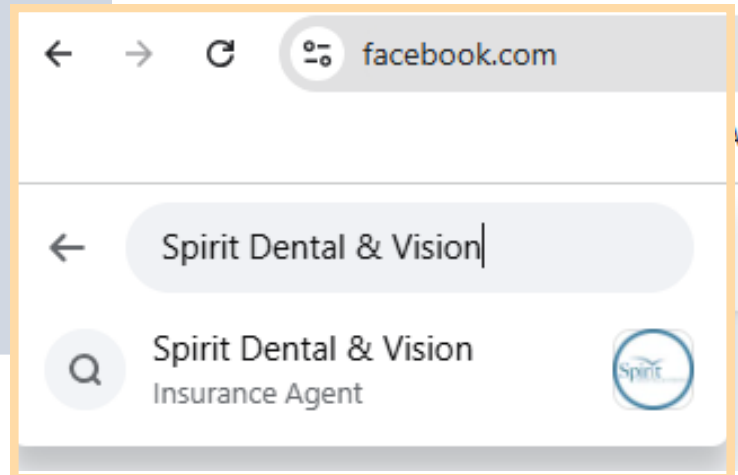 facebook.com
Spirit Dental & Vision
Spirit Dental & Vision
Insurance Agent
Spirit